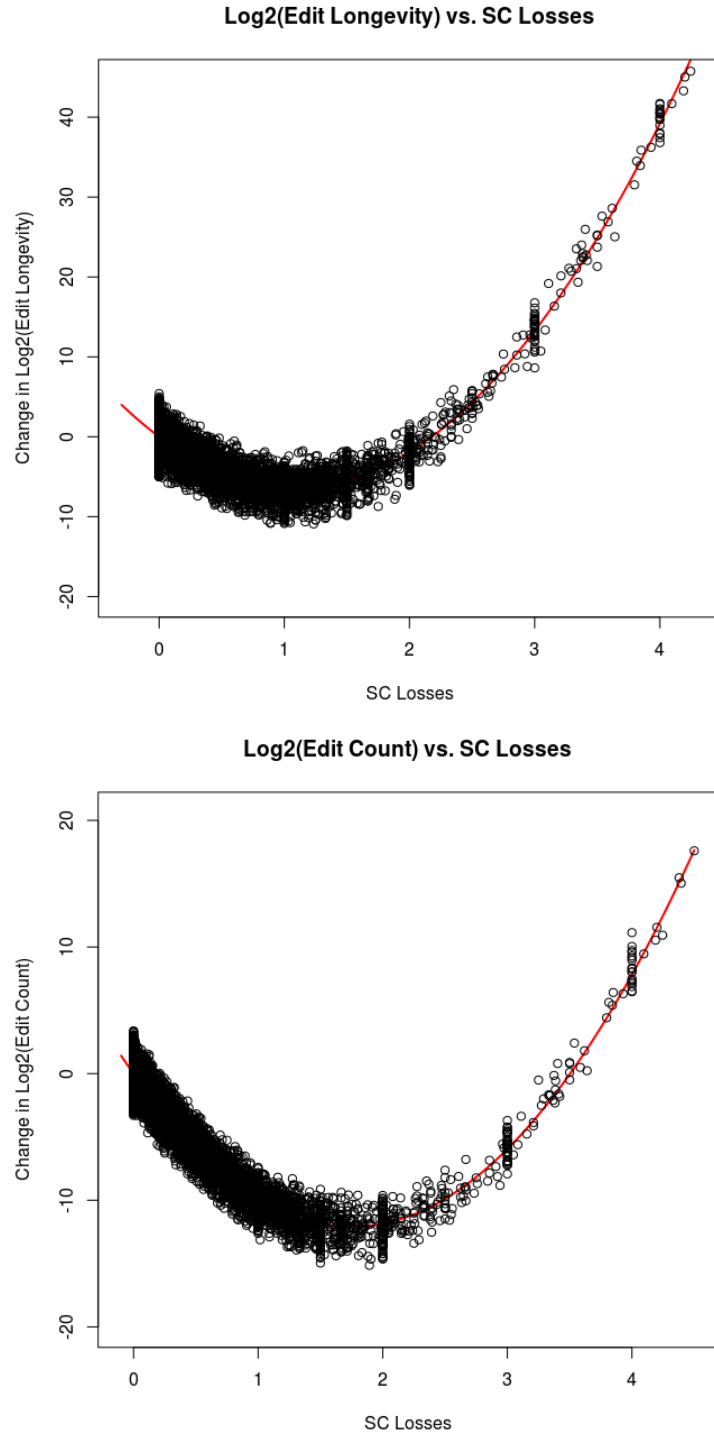 Log2(Edit Longevity) vs. SC Losses
Change in Log2(Edit Longevity)
40
30
20
10
0
-10
-20
0 1 2 3 4
SC Losses
Log2(Edit Count) vs. SC Losses
Change in Log2(Edit Count)
20
10
0
-10
-20
0 1 2 3 4
SC Losses